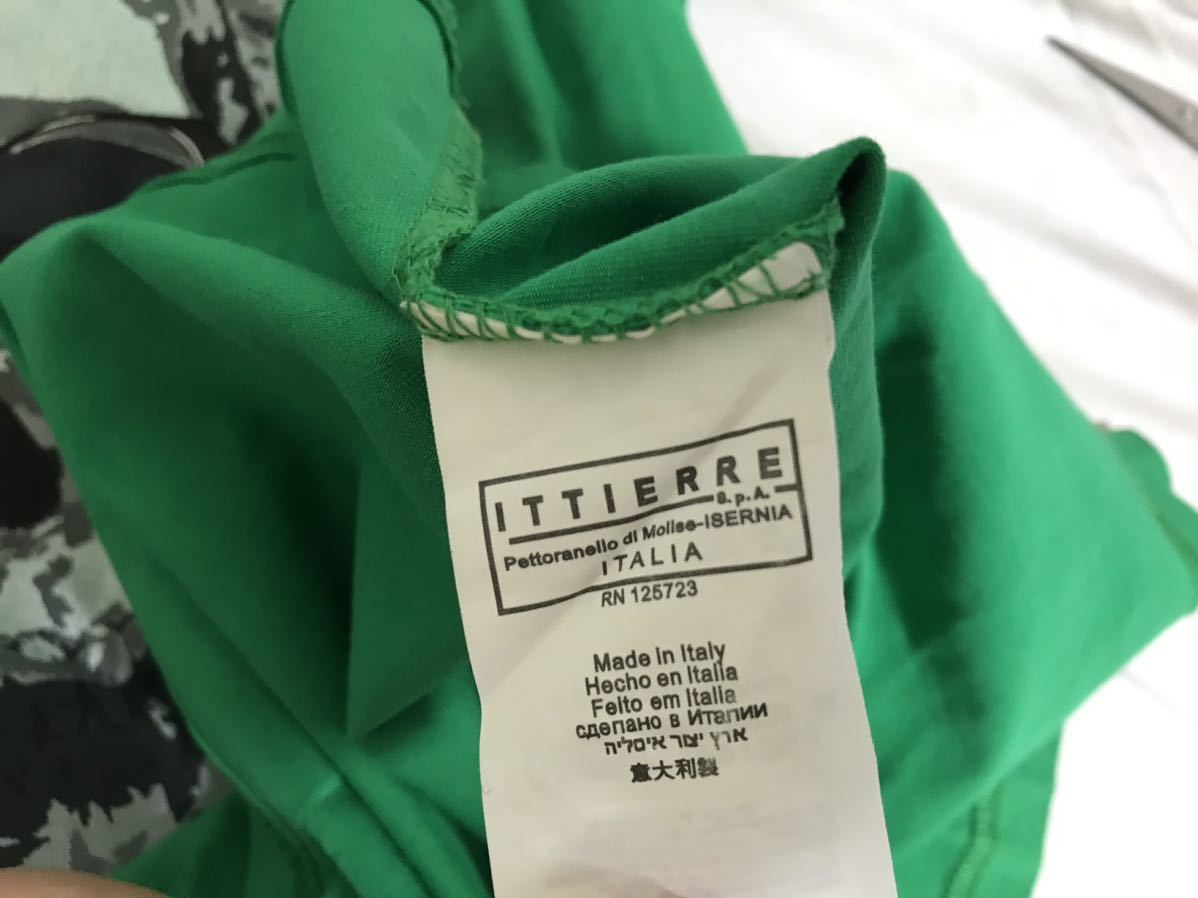 ITTIERRE
S.p.A.
Pettoranello di Molise-ISERNIA
ITALIA
RN 125723
Made in Italy
Hecho en Italia
Feito em Italia
сделано в Италии
ארץ יצור איטליה
意大利製